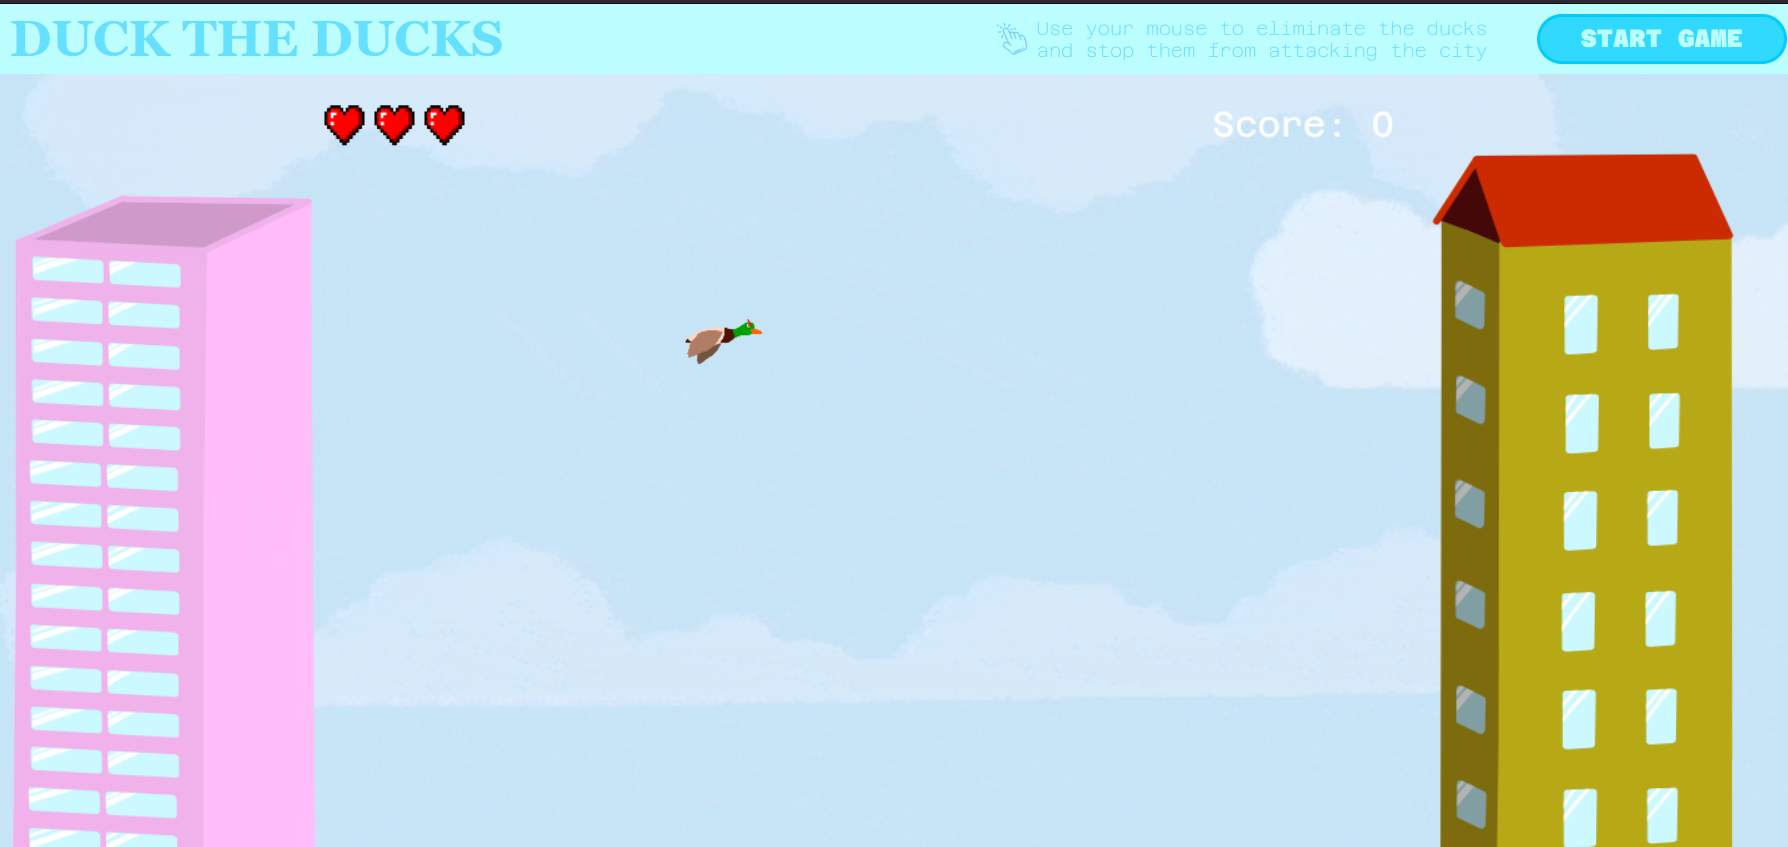 DUCK THE DUCKS
Use your mouse to eliminate the ducks
and stop them from attacking the city
START GAME
Score: 0